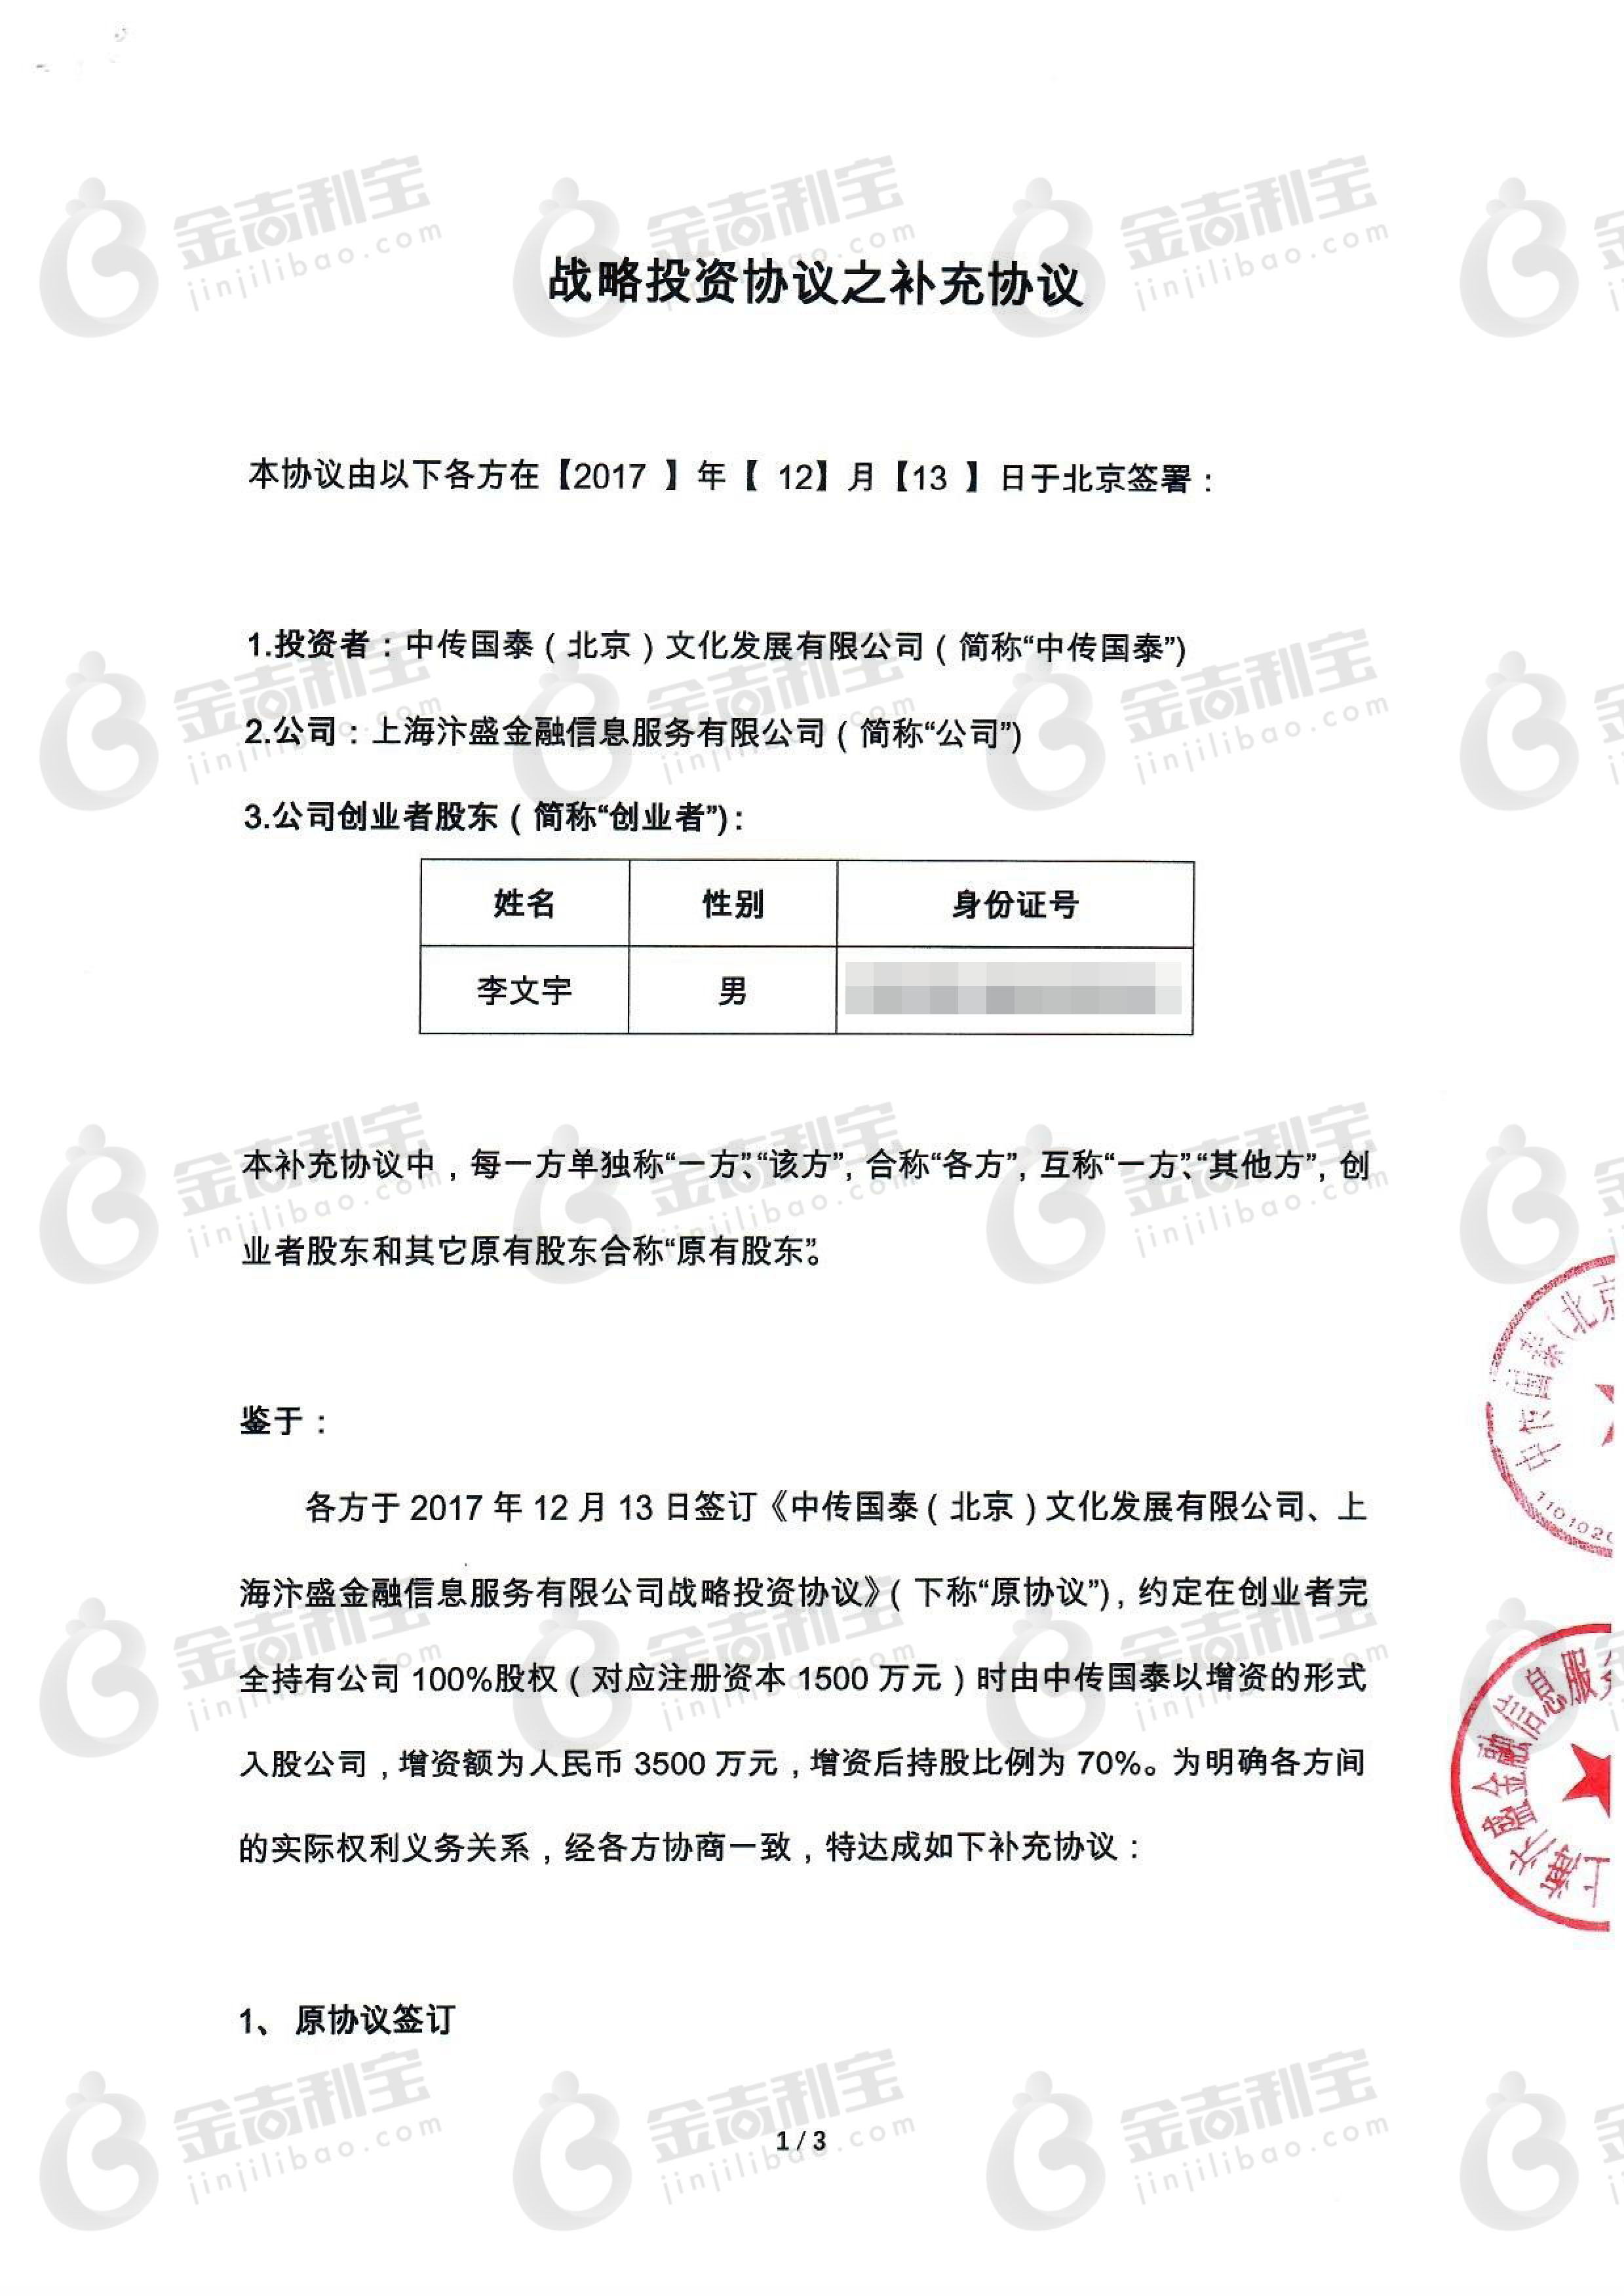 战略投资协议之补充协议
本协议由以下各方在【2017 】年【 12】月【13 】日于北京签署：
1.投资者：中传国泰（北京）文化发展有限公司（简称“中传国泰”）
2.公司：上海汴盛金融信息服务有限公司（简称“公司”）
3.公司创业者股东（简称“创业者”）：
姓名 性别 身份证号
李文宇 男
本补充协议中，每一方单独称“一方”、“该方”，合称“各方”，互称“一方”、“其他方”，创
业者股东和其它原有股东合称“原有股东”。
鉴于：
各方于 2017 年 12 月 13 日签订《中传国泰（北京）文化发展有限公司、上
海汴盛金融信息服务有限公司战略投资协议》（下称“原协议”），约定在创业者完
全持有公司 100%股权（对应注册资本 1500 万元）时由中传国泰以增资的形式
入股公司，增资额为人民币 3500 万元，增资后持股比例为 70%。为明确各方间
的实际权利义务关系，经各方协商一致，特达成如下补充协议：
1、 原协议签订
1 / 3
金吉利宝
jinjilibao.com
中传国泰（北京
110102
上海汴盛金融信息服